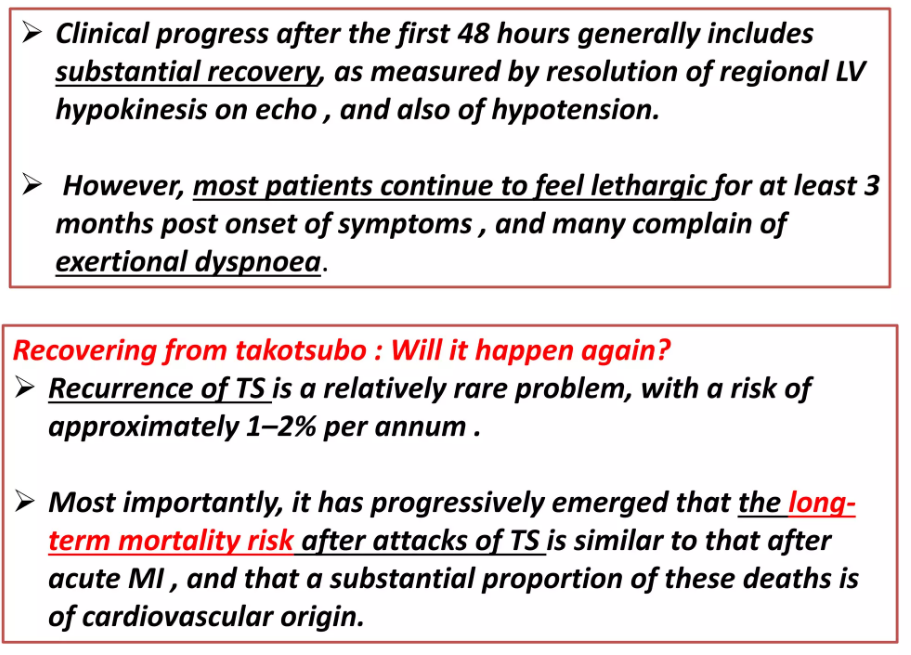 ➤ Clinical progress after the first 48 hours generally includes
substantial recovery, as measured by resolution of regional LV
hypokinesis on echo , and also of hypotension.
➤ However, most patients continue to feel lethargic for at least 3
months post onset of symptoms , and many complain of
exertional dyspnoea.
Recovering from takotsubo : Will it happen again?
➤ Recurrence of TS is a relatively rare problem, with a risk of
approximately 1–2% per annum .
➤ Most importantly, it has progressively emerged that the long-
term mortality risk after attacks of TS is similar to that after
acute MI , and that a substantial proportion of these deaths is
of cardiovascular origin.